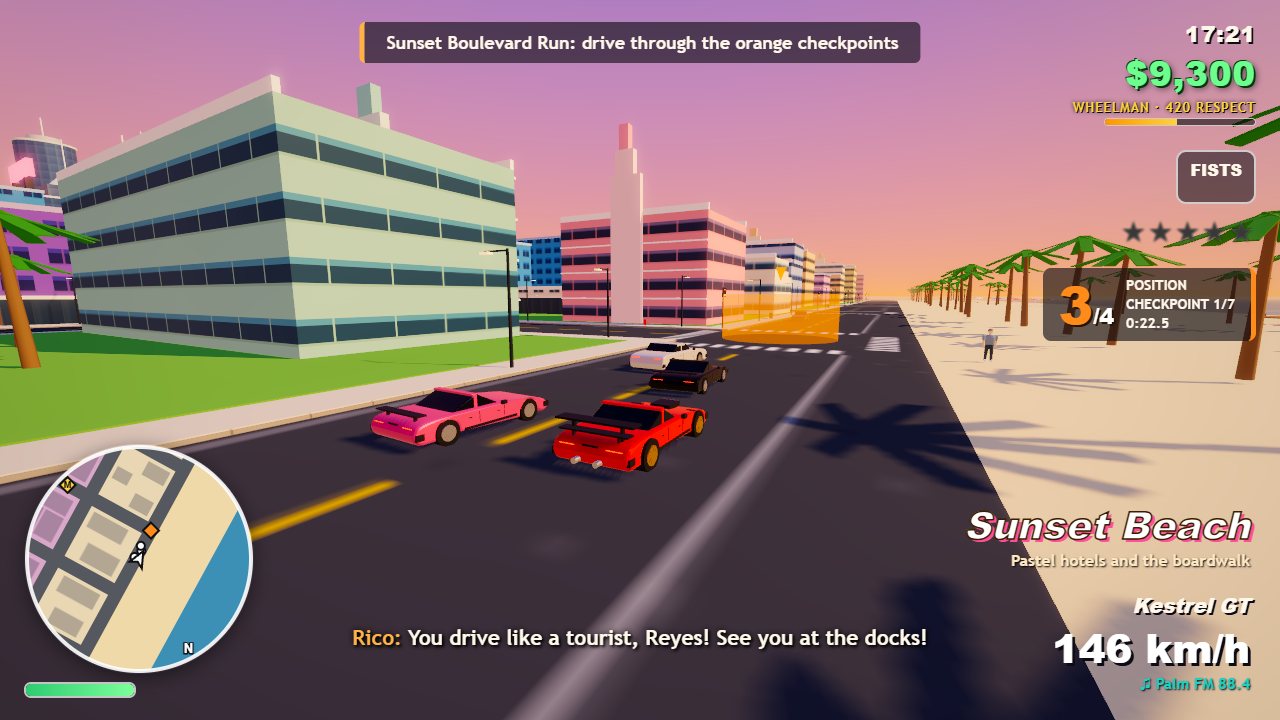 Sunset Boulevard Run: drive through the orange checkpoints
17:21
$9,300
WHEELMAN · 420 RESPECT
FISTS
3/4
POSITION
CHECKPOINT 1/7
0:22.5
Sunset Beach
Pastel hotels and the boardwalk
Kestrel GT
146 km/h
♫ Palm FM 88.4
Rico: You drive like a tourist, Reyes! See you at the docks!
N